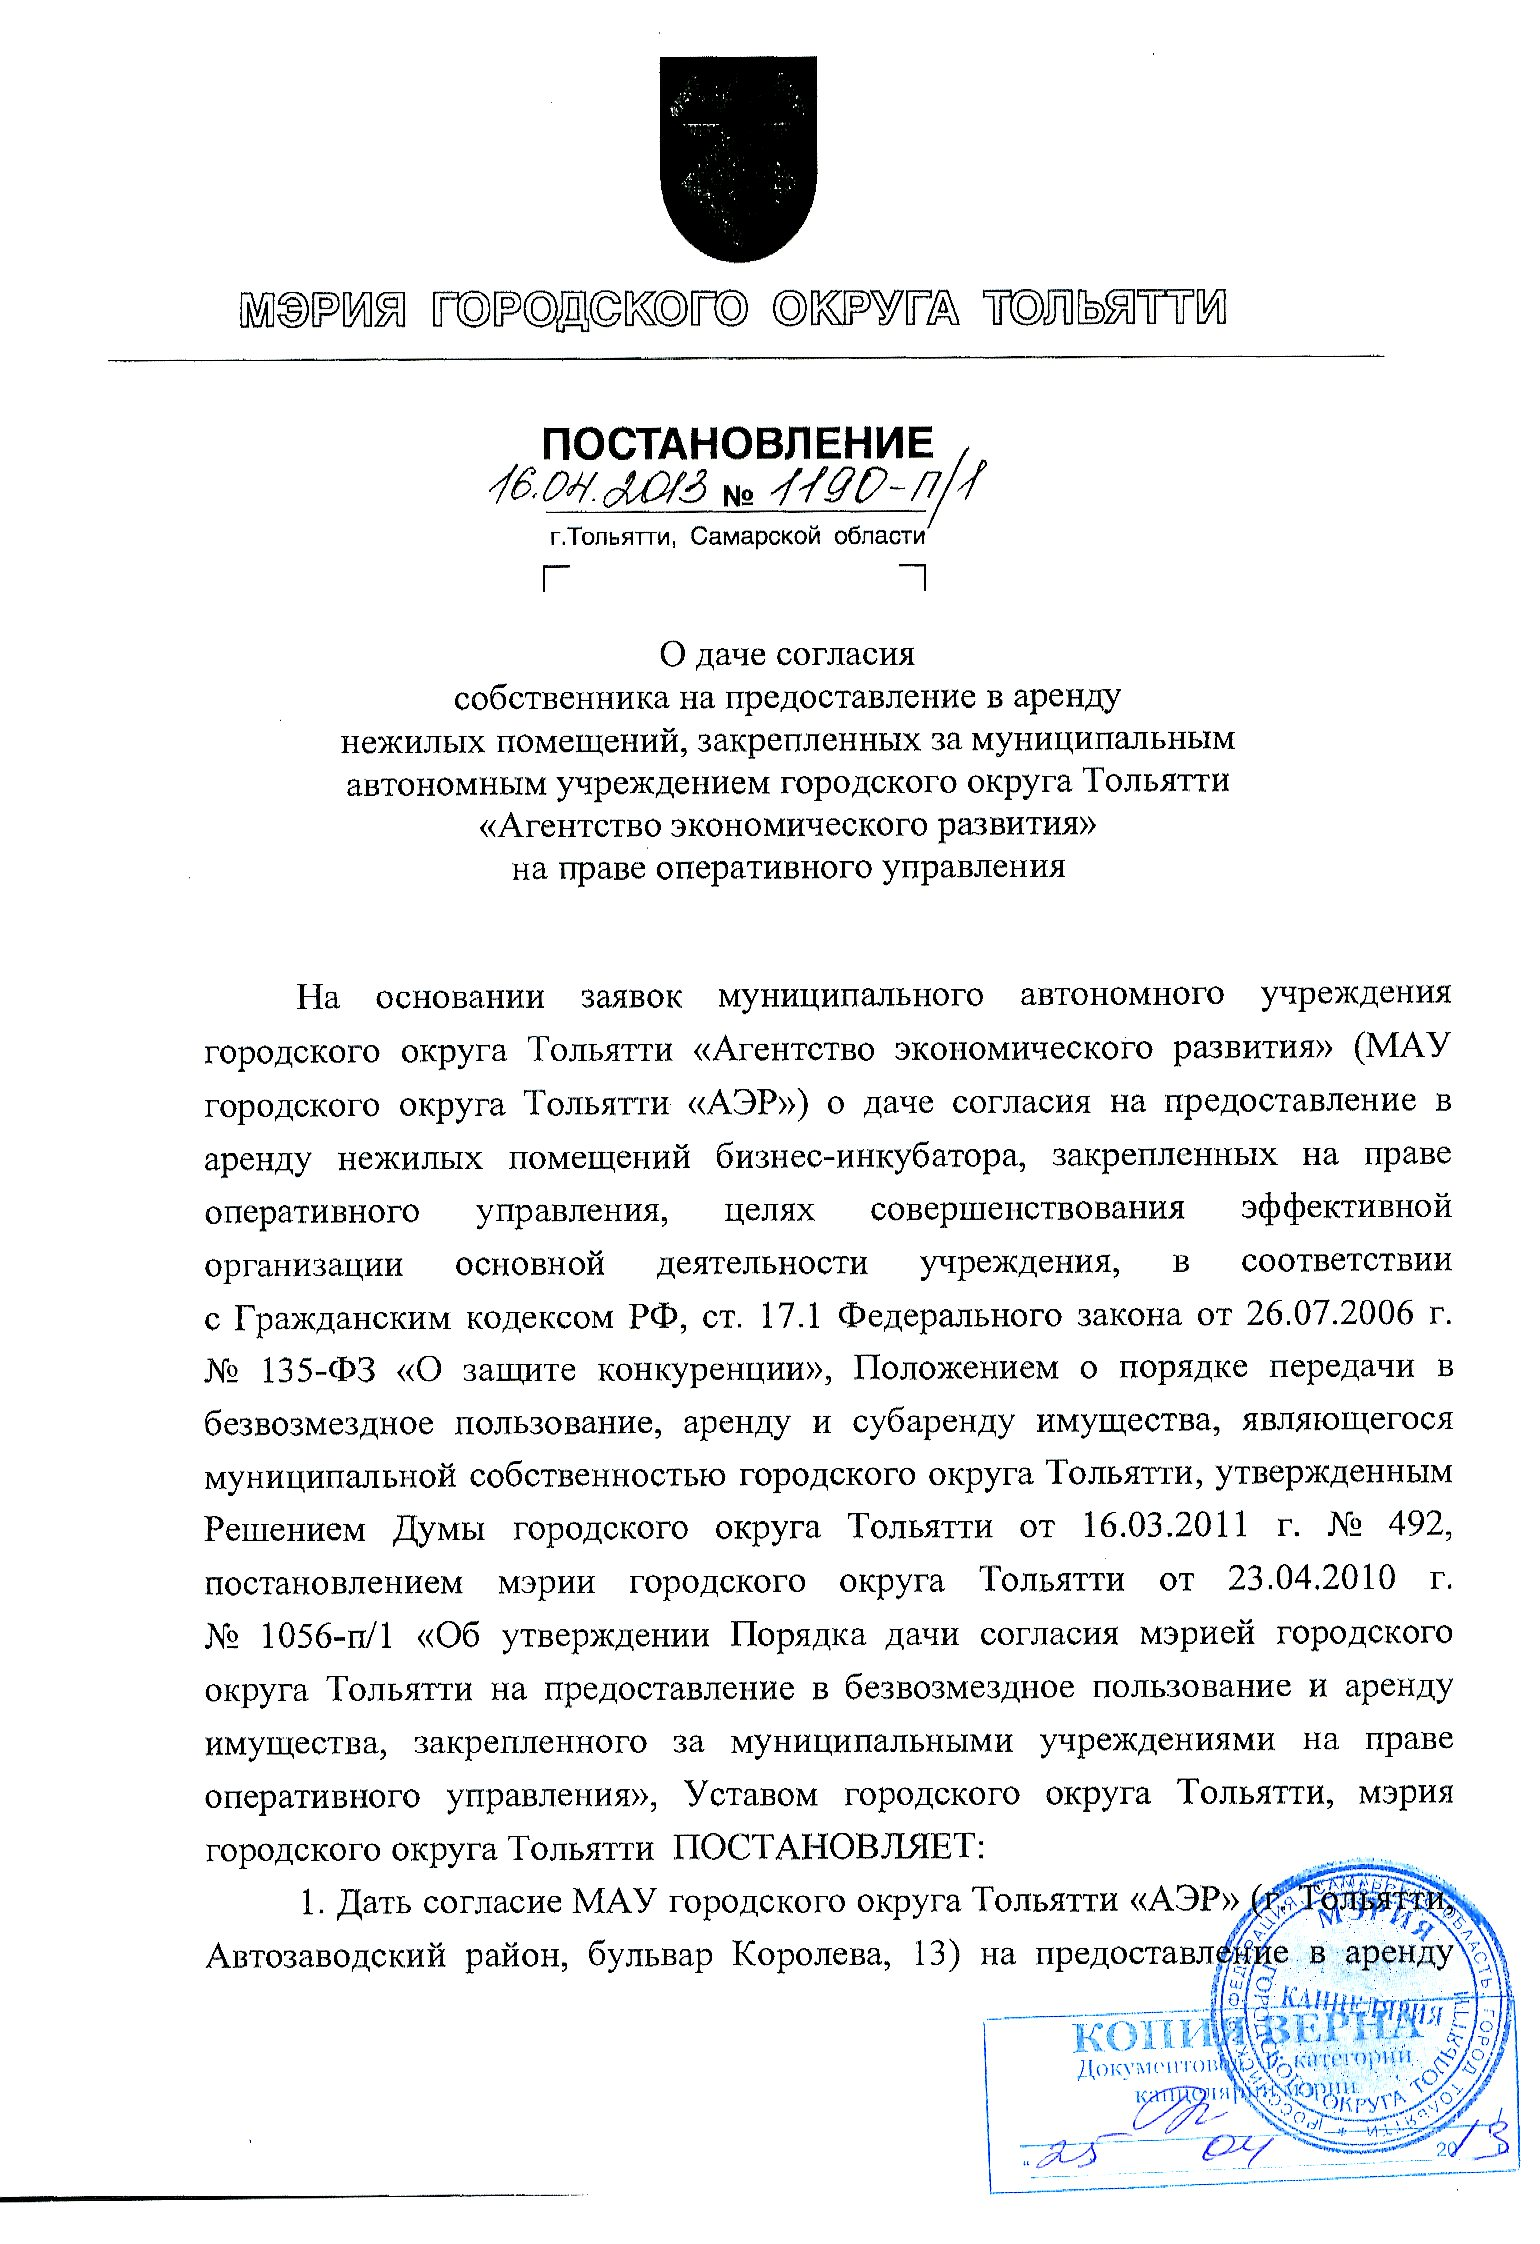 МЭРИЯ ГОРОДСКОГО ОКРУГА ТОЛЬЯТТИ
ПОСТАНОВЛЕНИЕ
16.04.2013 № 1190-п/1
г.Тольятти, Самарской области
О даче согласия
собственника на предоставление в аренду
нежилых помещений, закрепленных за муниципальным
автономным учреждением городского округа Тольятти
«Агентство экономического развития»
на праве оперативного управления
На основании заявок муниципального автономного учреждения
городского округа Тольятти «Агентство экономического развития» (МАУ
городского округа Тольятти «АЭР») о даче согласия на предоставление в
аренду нежилых помещений бизнес-инкубатора, закрепленных на праве
оперативного управления, целях совершенствования эффективной
организации основной деятельности учреждения, в соответствии
с Гражданским кодексом РФ, ст. 17.1 Федерального закона от 26.07.2006 г.
№ 135-ФЗ «О защите конкуренции», Положением о порядке передачи в
безвозмездное пользование, аренду и субаренду имущества, являющегося
муниципальной собственностью городского округа Тольятти, утвержденным
Решением Думы городского округа Тольятти от 16.03.2011 г. № 492,
постановлением мэрии городского округа Тольятти от 23.04.2010 г.
№ 1056-п/1 «Об утверждении Порядка дачи согласия мэрией городского
округа Тольятти на предоставление в безвозмездное пользование и аренду
имущества, закрепленного за муниципальными учреждениями на праве
оперативного управления», Уставом городского округа Тольятти, мэрия
городского округа Тольятти ПОСТАНОВЛЯЕТ:
1. Дать согласие МАУ городского округа Тольятти «АЭР» (г. Тольятти,
Автозаводский район, бульвар Королева, 13) на предоставление в аренду
МЭРИЯ
КАНЦЕЛЯРИЯ
ОКРУГА ТОЛЬЯТТИ
КОПИЯ ВЕРНА
категории
канцелярии мэрии
"25 04 2013